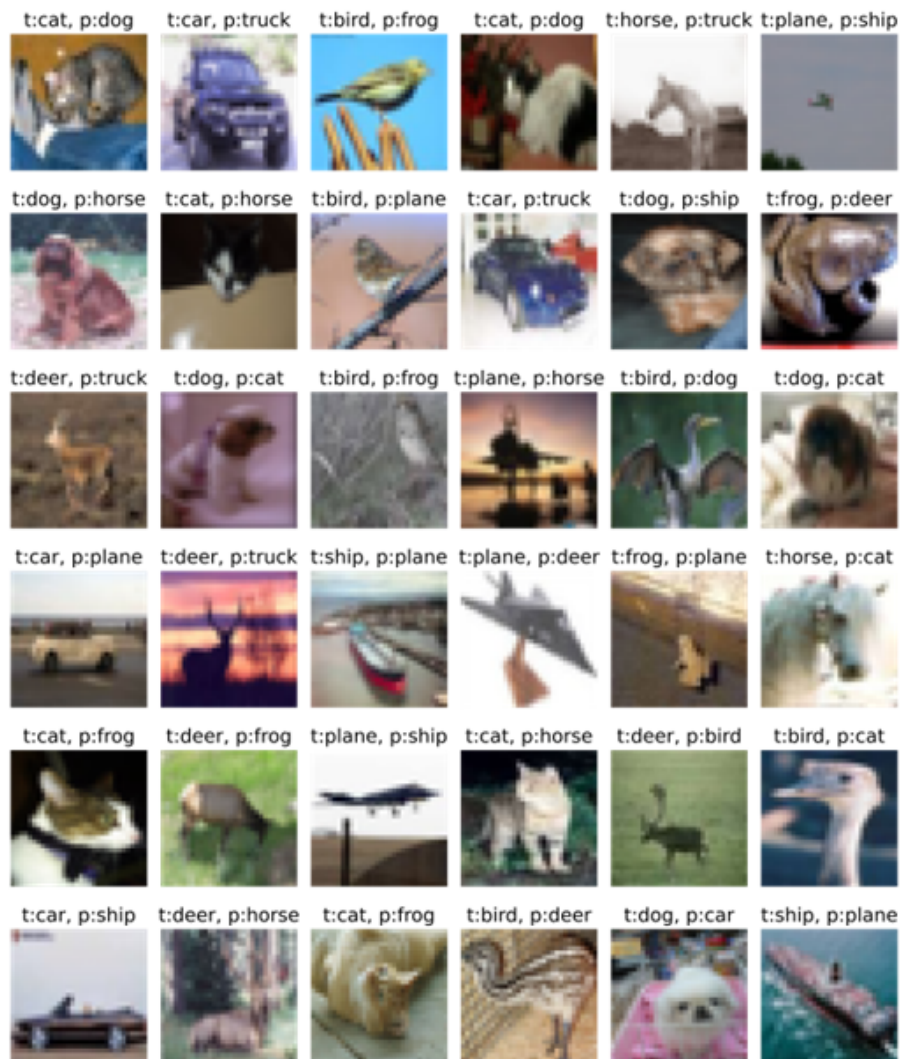 t:cat, p:dog t:car, p:truck t:bird, p:frog t:cat, p:dog t:horse, p:truck t:plane, p:ship
t:dog, p:horse t:cat, p:horse t:bird, p:plane t:car, p:truck t:dog, p:ship t:frog, p:deer
t:deer, p:truck t:dog, p:cat t:bird, p:frog t:plane, p:horse t:bird, p:dog t:dog, p:cat
t:car, p:plane t:deer, p:truck t:ship, p:plane t:plane, p:deer t:frog, p:plane t:horse, p:cat
t:cat, p:frog t:deer, p:frog t:plane, p:ship t:cat, p:horse t:deer, p:bird t:bird, p:cat
t:car, p:ship t:deer, p:horse t:cat, p:frog t:bird, p:deer t:dog, p:car t:ship, p:plane